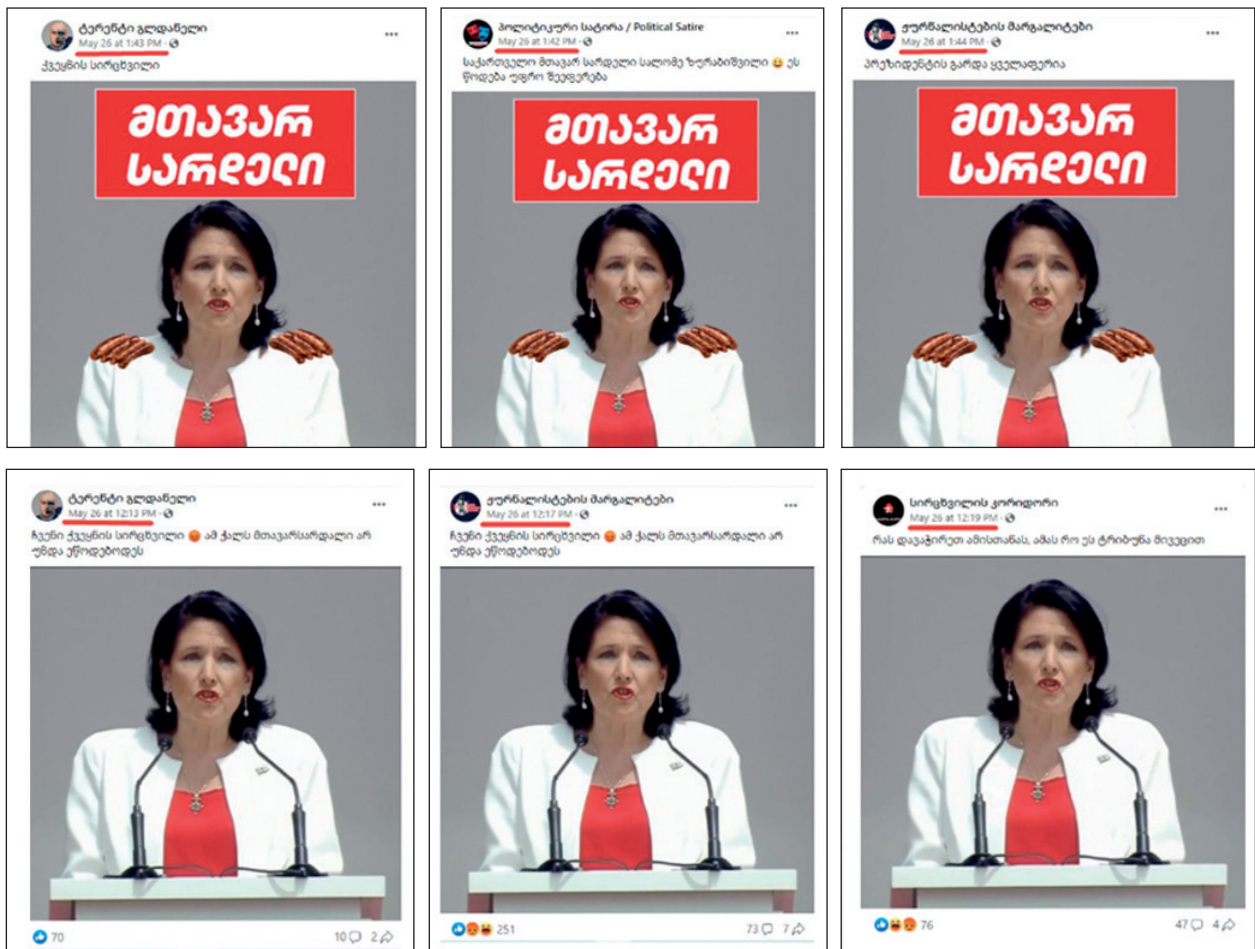 ტერენტი გლდანელი
May 26 at 1:43 PM ·
ქვეყნის სირცხვილი
მთავარ
სარდელი
პოლიტიკური სატირა / Political Satire
May 26 at 1:42 PM ·
საქართველო მთავარ სარდელი სალომე ზურაბიშვილი 😃 ეს
წოდება უფრო შეეფერება
მთავარ
სარდელი
ჟურნალისტების მარგალიტები
May 26 at 1:44 PM ·
პრეზიდენტის გარდა ყველაფერია
მთავარ
სარდელი
ტერენტი გლდანელი
May 26 at 12:13 PM ·
ჩვენი ქვეყნის სირცხვილი 😡 ამ ქალს მთავარსარდალი არ
უნდა ეწოდებოდეს
70
10
2
ჟურნალისტების მარგალიტები
May 26 at 12:17 PM ·
ჩვენი ქვეყნის სირცხვილი 😡 ამ ქალს მთავარსარდალი არ
უნდა ეწოდებოდეს
251
73
7
სირცხვილის კორიდორი
May 26 at 12:19 PM ·
რას დავაჭირეთ ამისთანას, ამას რო ეს ტრიბუნა მივეცით
76
47
4